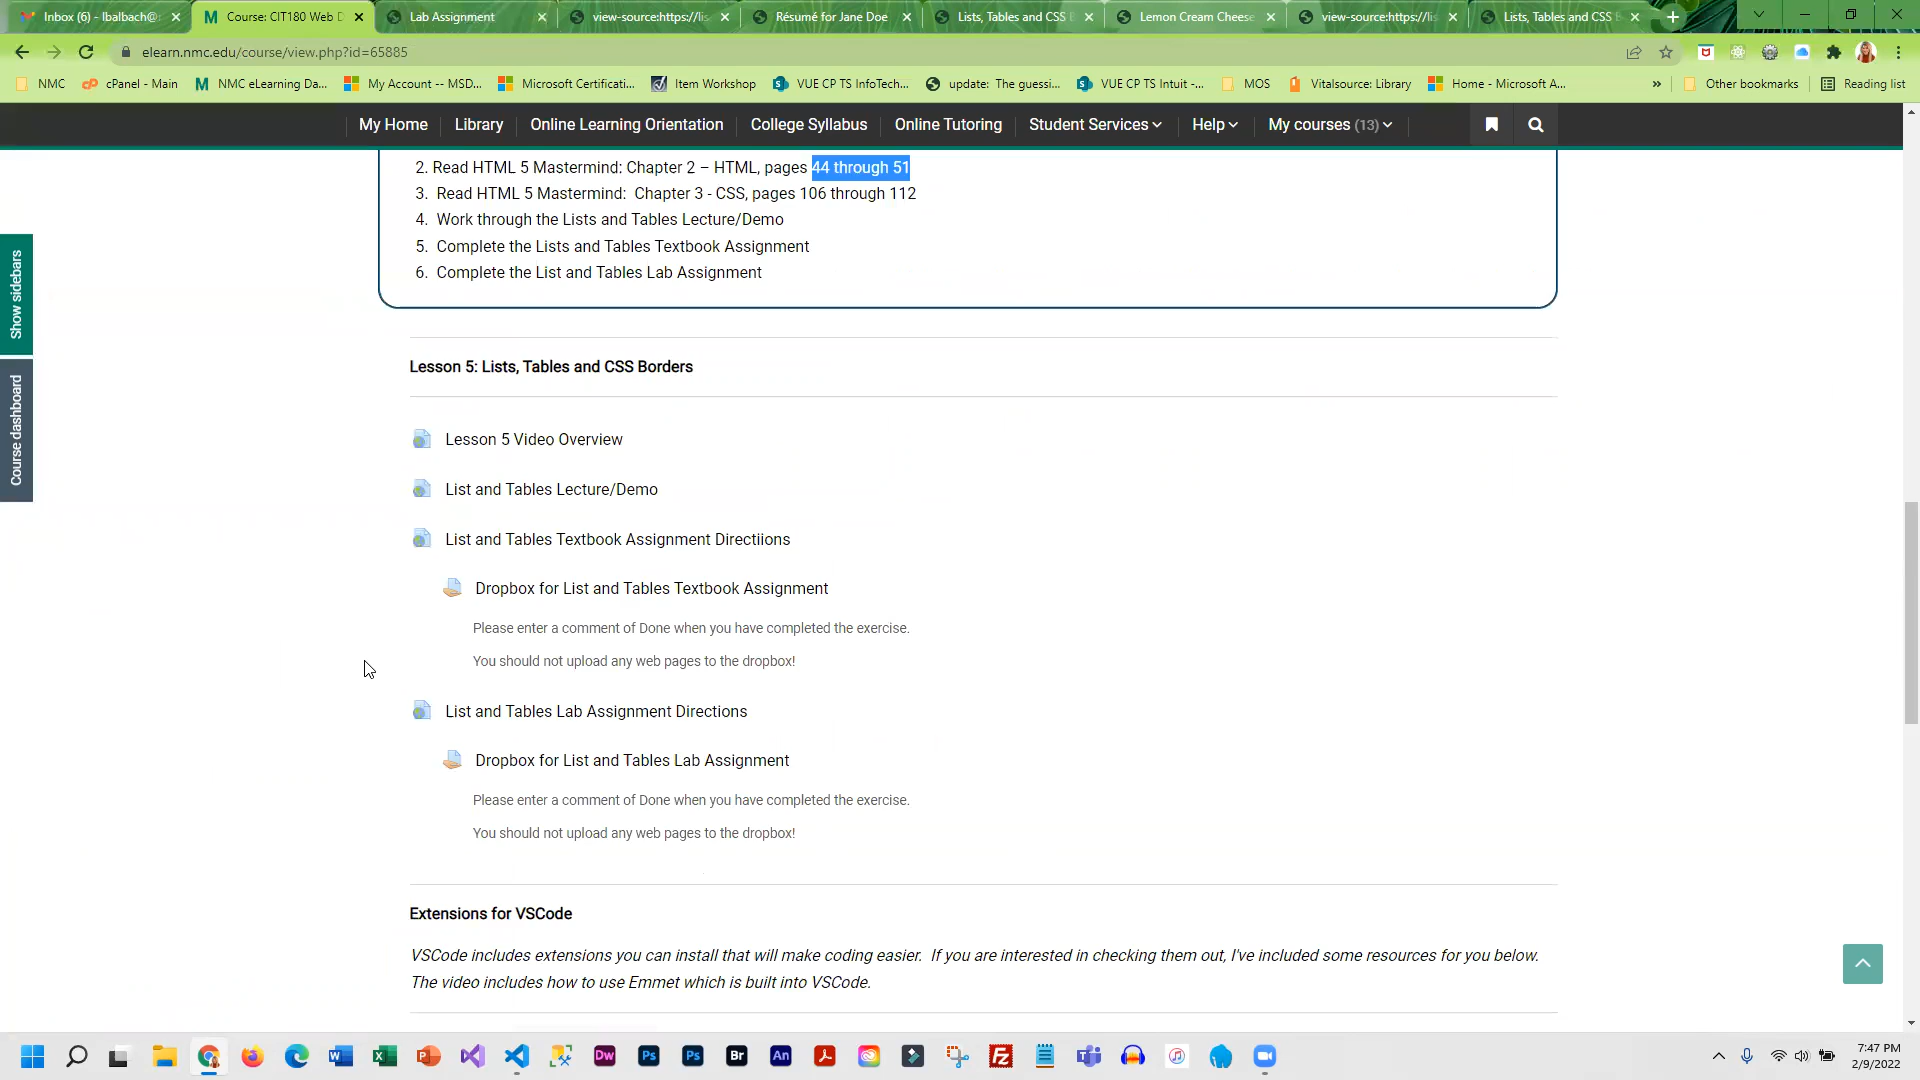 Inbox (6) - lbalbach@
Course: CIT180 Web D
Lab Assignment
view-source:https://lis
Résumé for Jane Doe
Lists, Tables and CSS B
Lemon Cream Cheese
view-source:https://lis
Lists, Tables and CSS B
elearn.nmc.edu/course/view.php?id=65885
NMC
cPanel - Main
NMC eLearning Da...
My Account -- MSD...
Microsoft Certificati...
Item Workshop
VUE CP TS InfoTech...
update: The guessi...
VUE CP TS Intuit -...
MOS
Vitalsource: Library
Home - Microsoft A...
Other bookmarks
Reading list
My Home
Library
Online Learning Orientation
College Syllabus
Online Tutoring
Student Services
Help
My courses (13)
2. Read HTML 5 Mastermind: Chapter 2 – HTML, pages 44 through 51
3. Read HTML 5 Mastermind: Chapter 3 - CSS, pages 106 through 112
4. Work through the Lists and Tables Lecture/Demo
5. Complete the Lists and Tables Textbook Assignment
6. Complete the List and Tables Lab Assignment
Show sidebars
Course dashboard
Lesson 5: Lists, Tables and CSS Borders
Lesson 5 Video Overview
List and Tables Lecture/Demo
List and Tables Textbook Assignment Directiions
Dropbox for List and Tables Textbook Assignment
Please enter a comment of Done when you have completed the exercise.
You should not upload any web pages to the dropbox!
List and Tables Lab Assignment Directions
Dropbox for List and Tables Lab Assignment
Please enter a comment of Done when you have completed the exercise.
You should not upload any web pages to the dropbox!
Extensions for VSCode
VSCode includes extensions you can install that will make coding easier. If you are interested in checking them out, I've included some resources for you below.
The video includes how to use Emmet which is built into VSCode.
Dw
Ps
Ps
Br
An
Fz
7:47 PM
2/9/2022